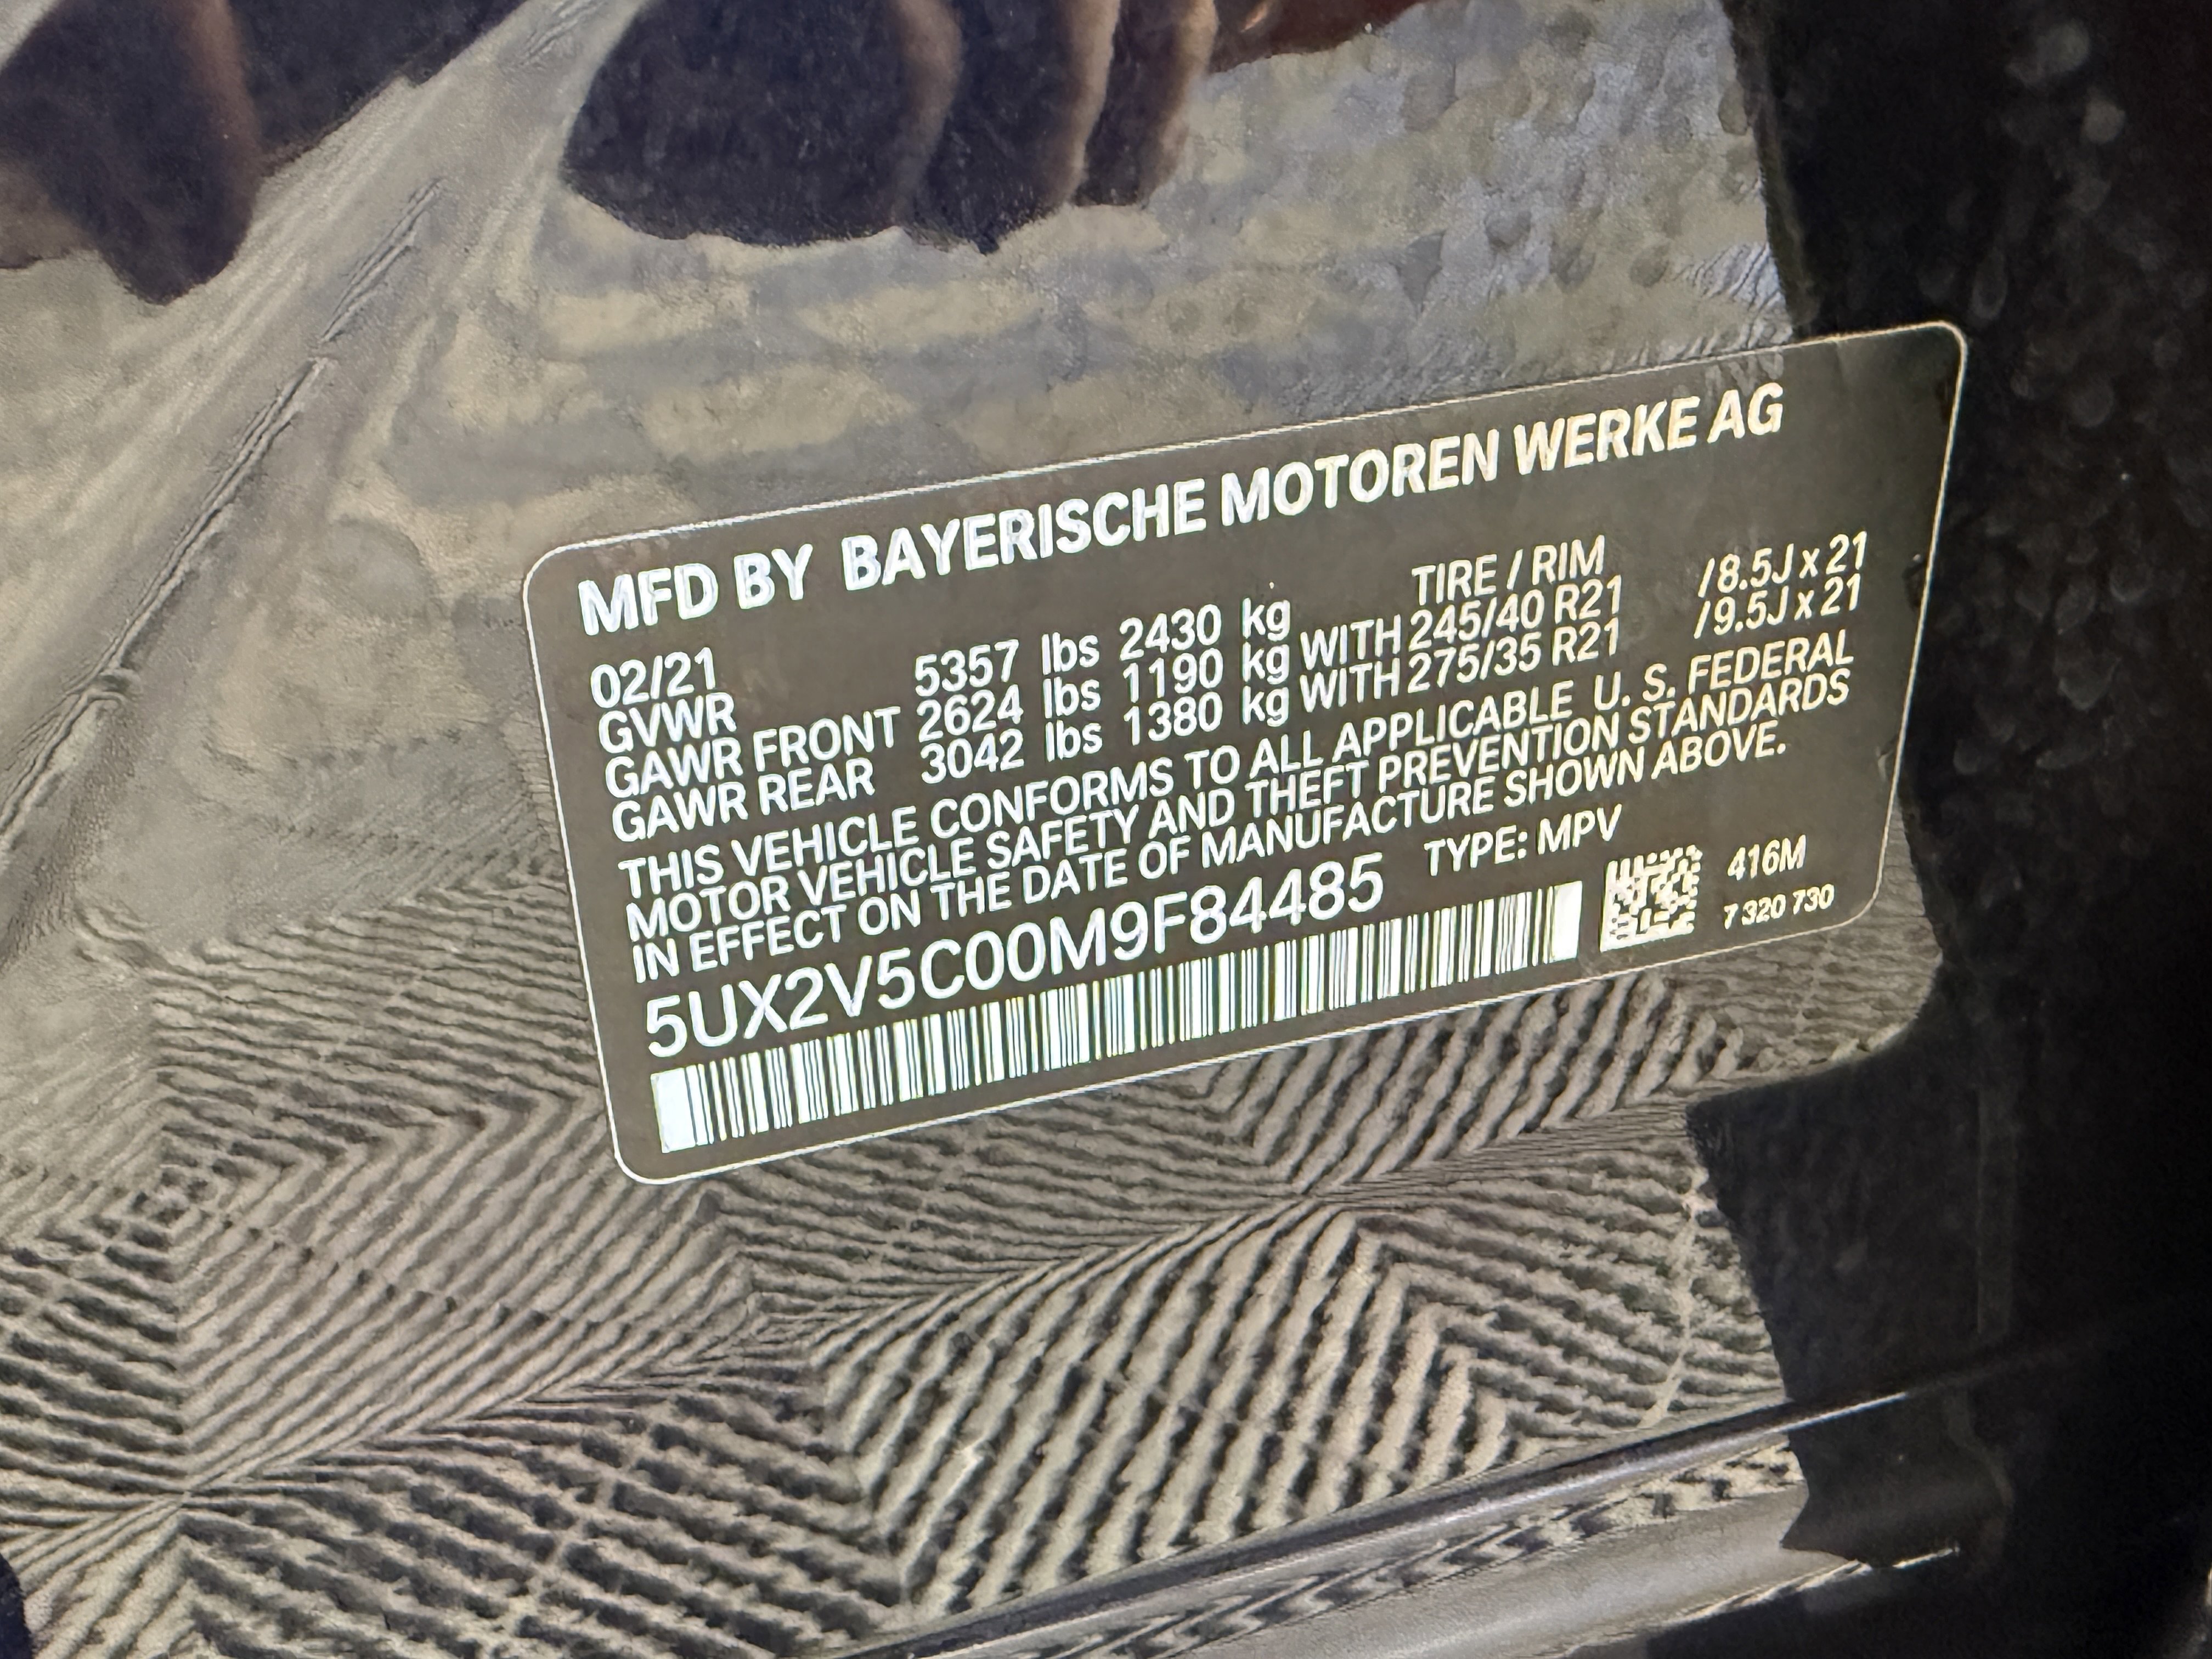 MFD BY BAYERISCHE MOTOREN WERKE AG
02/21 TIRE / RIM
GVWR 5357 lbs 2430 kg
GAWR FRONT 2624 lbs 1190 kg WITH 245/40 R21 /8.5J x 21
GAWR REAR 3042 lbs 1380 kg WITH 275/35 R21 /9.5J x 21
THIS VEHICLE CONFORMS TO ALL APPLICABLE U. S. FEDERAL
MOTOR VEHICLE SAFETY AND THEFT PREVENTION STANDARDS
IN EFFECT ON THE DATE OF MANUFACTURE SHOWN ABOVE.
5UX2V5C00M9F84485 TYPE: MPV
416M
7 320 730